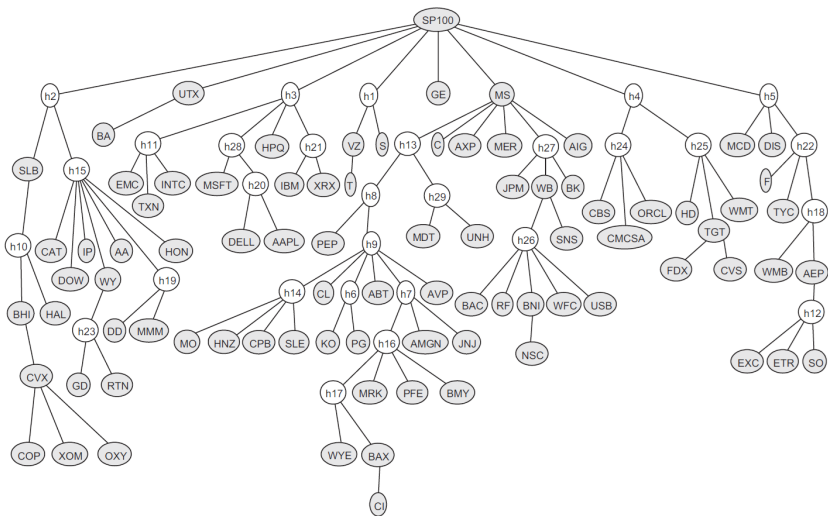 SP100
h2
UTX
h3
h1
GE
MS
h4
h5
BA
h11
h28
HPQ
h21
VZ
S
h13
C
AXP
MER
h27
AIG
h24
h25
MCD
DIS
h22
SLB
h15
EMC
TXN
INTC
MSFT
h20
IBM
XRX
T
h8
h29
JPM
WB
BK
CBS
CMCSA
ORCL
HD
TGT
WMT
F
TYC
h18
h10
CAT
DOW
IP
WY
AA
h19
HON
DELL
AAPL
PEP
h9
MDT
UNH
h26
SNS
FDX
CVS
WMB
AEP
BHI
HAL
h23
DD
MMM
h14
CL
h6
ABT
h7
AVP
BAC
RF
BNI
WFC
USB
h12
MO
HNZ
CPB
SLE
KO
PG
h16
AMGN
JNJ
NSC
EXC
ETR
SO
CVX
GD
RTN
h17
MRK
PFE
BMY
COP
XOM
OXY
WYE
BAX
CI